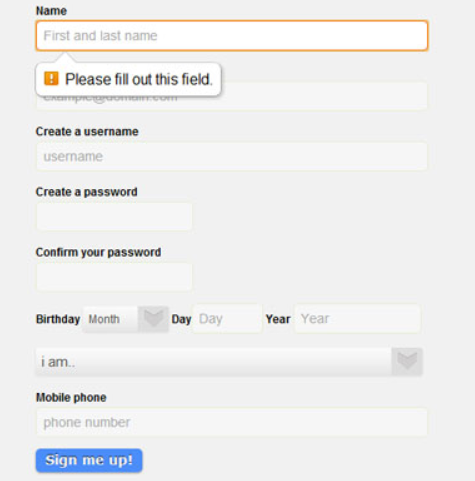 Name
First and last name
Please fill out this field.
example@domain.com
Create a username
username
Create a password
Confirm your password
Birthday Month Day Day Year Year
i am..
Mobile phone
phone number
Sign me up!